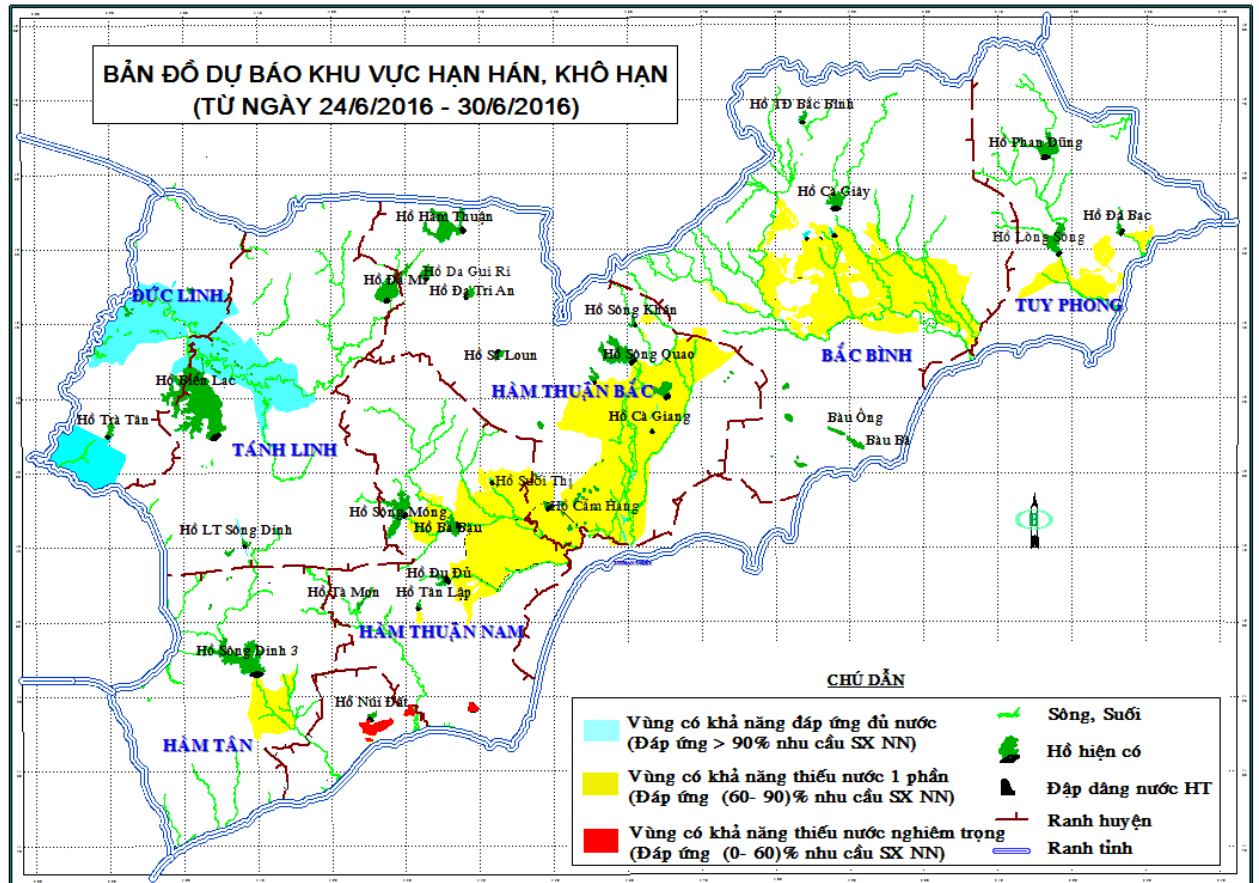 BẢN ĐỒ DỰ BÁO KHU VỰC HẠN HÁN, KHÔ HẠN
(TỪ NGÀY 24/6/2016 - 30/6/2016)
Hồ TĐ Bắc Bình
Hồ Phan Dũng
Hồ Cà Giây
Hồ Đá Bạc
Hồ Hàm Thuận
Hồ Lòng Sông
Hồ Da Gui Ri
Hồ Đa Mi
Hồ Đa Tri An
ĐỨC LINH
TUY PHONG
Hồ Sông Khán
BẮC BÌNH
Hồ Sĩ Loun
Hồ Sông Quao
Hồ Biển Lạc
HÀM THUẬN BẮC
Hồ Trà Tân
Hồ Cà Giang
Bàu Ông
Bàu Bà
TÁNH LINH
Hồ Suối Thị
Hồ Sông Móng
Hồ Cẩm Hang
Hồ Ba Bàu
Hồ LT Sông Dinh
Hồ Đu Đủ
Hồ Tà Mon
Hồ Tân Lập
HÀM THUẬN NAM
Hồ Sông Dinh 3
Hồ Núi Đất
HÀM TÂN
CHÚ DẪN
Vùng có khả năng đáp ứng đủ nước
(Đáp ứng > 90% nhu cầu SX NN)
Vùng có khả năng thiếu nước 1 phần
(Đáp ứng (60- 90)% nhu cầu SX NN)
Vùng có khả năng thiếu nước nghiêm trọng
(Đáp ứng (0- 60)% nhu cầu SX NN)
Sông, Suối
Hồ hiện có
Đập dâng nước HT
Ranh huyện
Ranh tỉnh